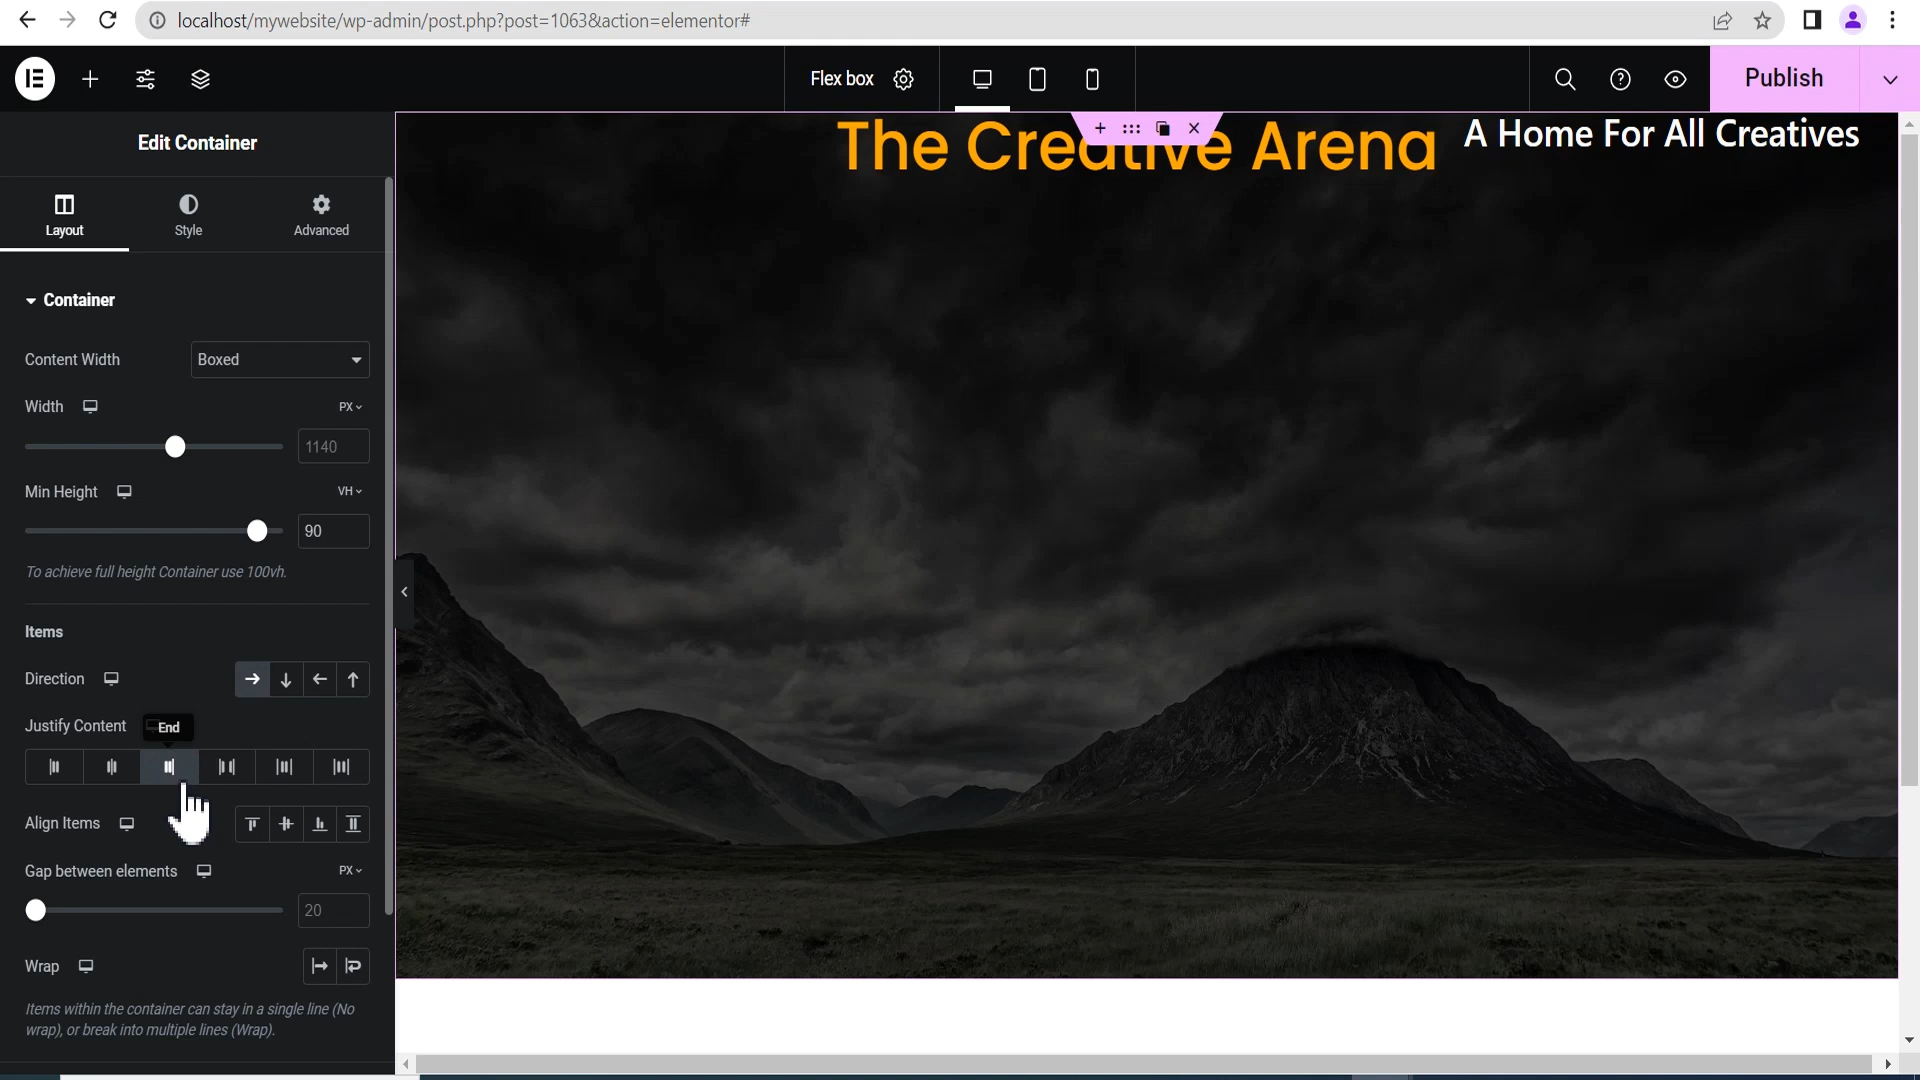 localhost/mywebsite/wp-admin/post.php?post=1063&action=elementor#
Flex box
Publish
Edit Container
Layout
Style
Advanced
The Creative Arena
A Home For All Creatives
Container
Content Width
Boxed
Width
PX
1140
Min Height
VH
90
To achieve full height Container use 100vh.
Items
Direction
Justify Content
End
Align Items
Gap between elements
PX
20
Wrap
Items within the container can stay in a single line (No
wrap), or break into multiple lines (Wrap).